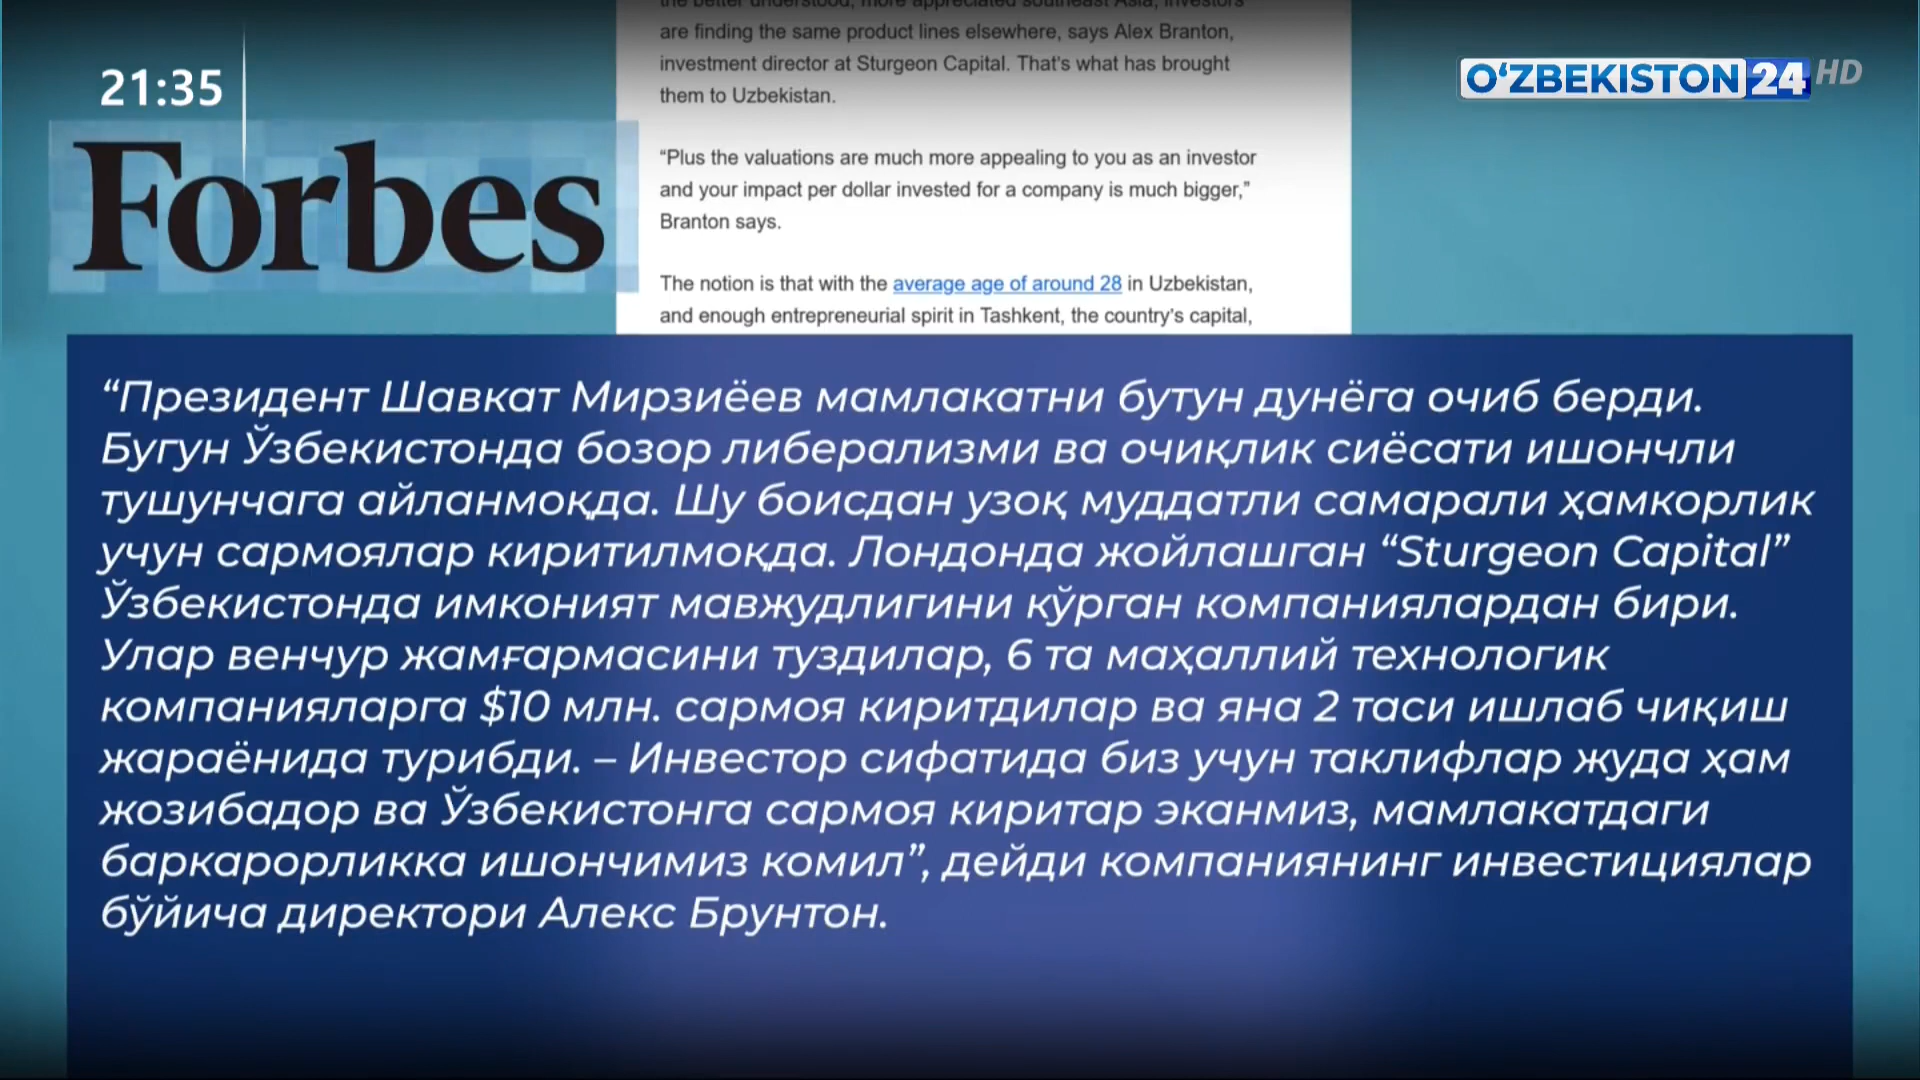 the better understood, more appreciated southeast Asia, investors
are finding the same product lines elsewhere, says Alex Branton,
investment director at Sturgeon Capital. That's what has brought
them to Uzbekistan.
21:35
O‘ZBEKISTON 24 HD
Forbes
“Plus the valuations are much more appealing to you as an investor
and your impact per dollar invested for a company is much bigger,”
Branton says.
The notion is that with the average age of around 28 in Uzbekistan,
and enough entrepreneurial spirit in Tashkent, the country's capital,
“Президент Шавкат Мирзиёев мамлакатни бутун дунёга очиб берди.
Бугун Ўзбекистонда бозор либерализми ва очиқлик сиёсати ишончли
тушунчага айланмоқда. Шу боисдан узоқ муддатли самарали ҳамкорлик
учун сармоялар киритилмоқда. Лондонда жойлашган “Sturgeon Capital”
Ўзбекистонда имконият мавжудлигини кўрган компаниялардан бири.
Улар венчур жамғармасини туздилар, 6 та маҳаллий технологик
компанияларга $10 млн. сармоя киритдилар ва яна 2 таси ишлаб чиқиш
жараёнида турибди. – Инвестор сифатида биз учун таклифлар жуда ҳам
жозибадор ва Ўзбекистонга сармоя киритар эканмиз, мамлакатдаги
баркарорликка ишончимиз комил”, дейди компаниянинг инвестициялар
бўйича директори Алекс Брунтон.